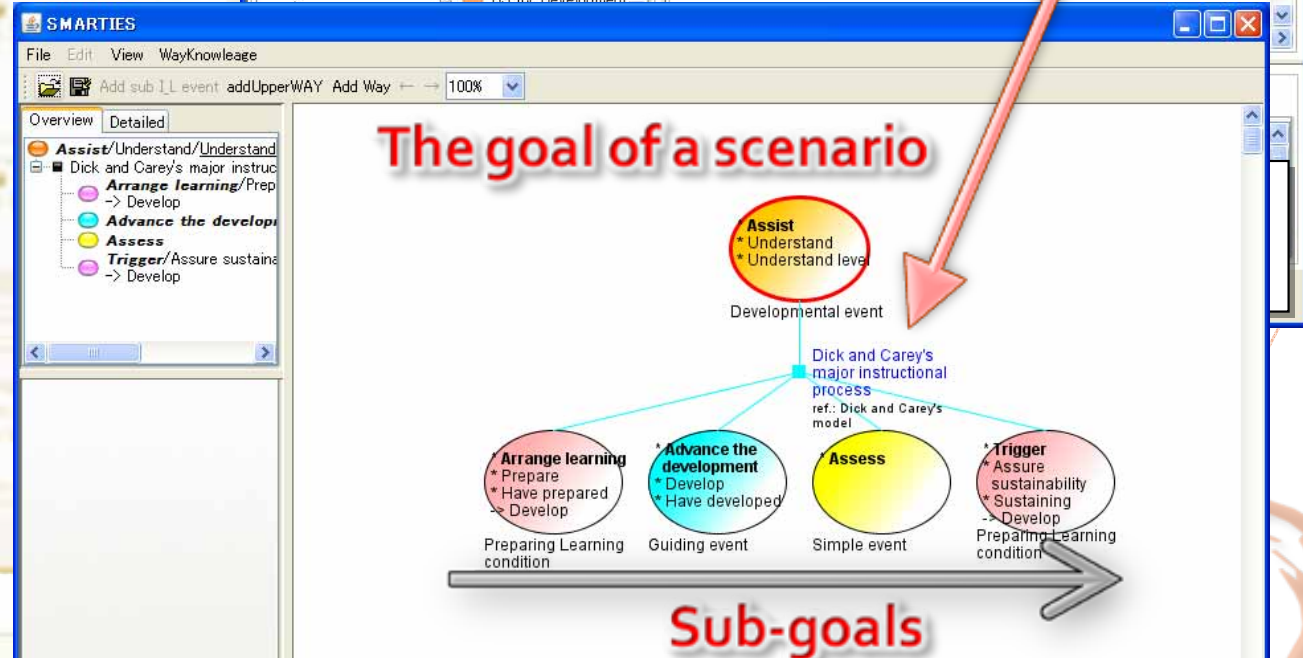 SMARTIES
File Edit View WayKnowleage
Add sub I_L event addUpperWAY Add Way ← → 100%
Overview Detailed
Assist/Understand/Understand
Dick and Carey's major instruc
Arrange learning/Prep
-> Develop
Advance the develop
Assess
Trigger/Assure sustaina
-> Develop
The goal of a scenario
* Assist
* Understand
* Understand level
Developmental event
Dick and Carey's
major instructional
process
ref.: Dick and Carey's
model
* Arrange learning
* Prepare
* Have prepared
-> Develop
Preparing Learning
condition
* Advance the
development
* Develop
* Have developed
Guiding event
* Assess
Simple event
* Trigger
* Assure
sustainability
* Sustaining
-> Develop
Preparing Learning
condition
Sub-goals